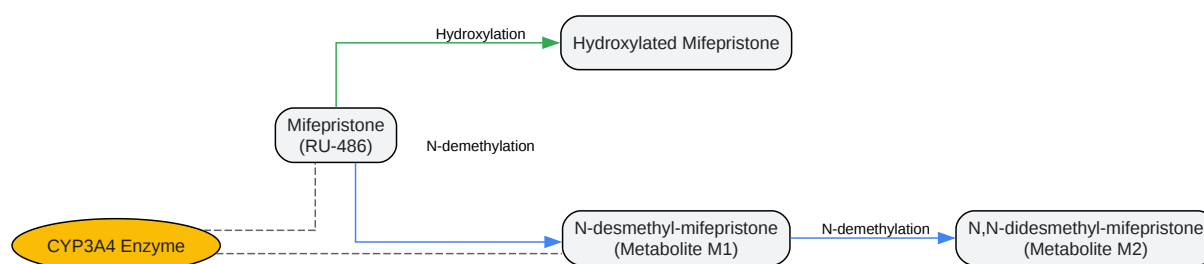 Hydroxylation
Hydroxylated Mifepristone
Mifepristone
(RU-486)
N-demethylation
CYP3A4 Enzyme
N-desmethyl-mifepristone
(Metabolite M1)
N-demethylation
N,N-didesmethyl-mifepristone
(Metabolite M2)